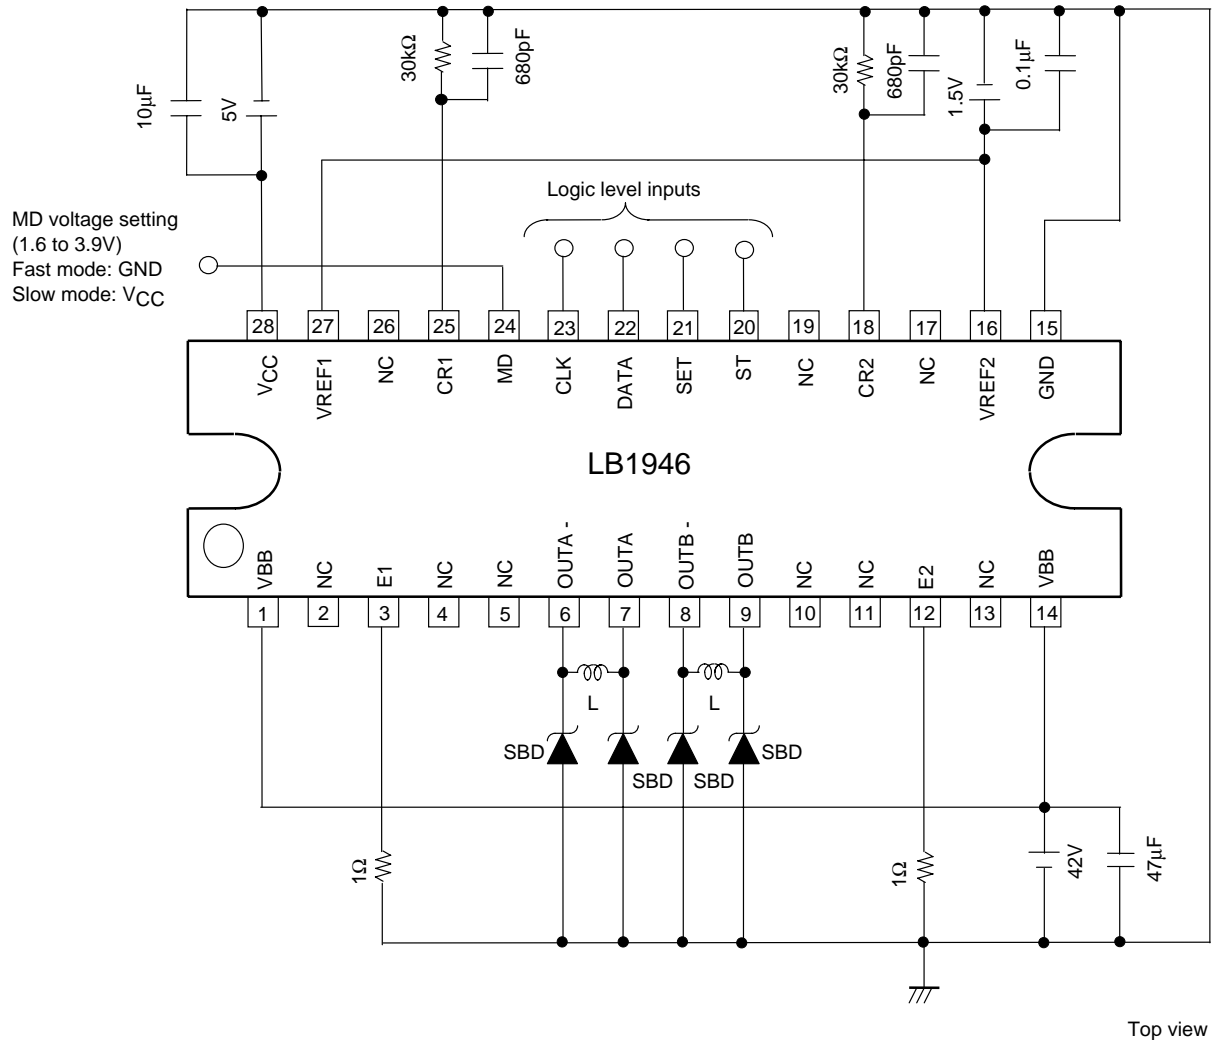 10μF
5V
30kΩ
680pF
30kΩ
680pF
1.5V
0.1μF
MD voltage setting
(1.6 to 3.9V)
Fast mode: GND
Slow mode: VCC
Logic level inputs
28 27 26 25 24 23 22 21 20 19 18 17 16 15
VCC VREF1 NC CR1 MD CLK DATA SET ST NC CR2 NC VREF2 GND
LB1946
VBB NC E1 NC NC OUTA - OUTA OUTB - OUTB NC NC E2 NC VBB
1 2 3 4 5 6 7 8 9 10 11 12 13 14
L L
SBD SBD SBD SBD
1Ω
1Ω
42V
47μF
Top view